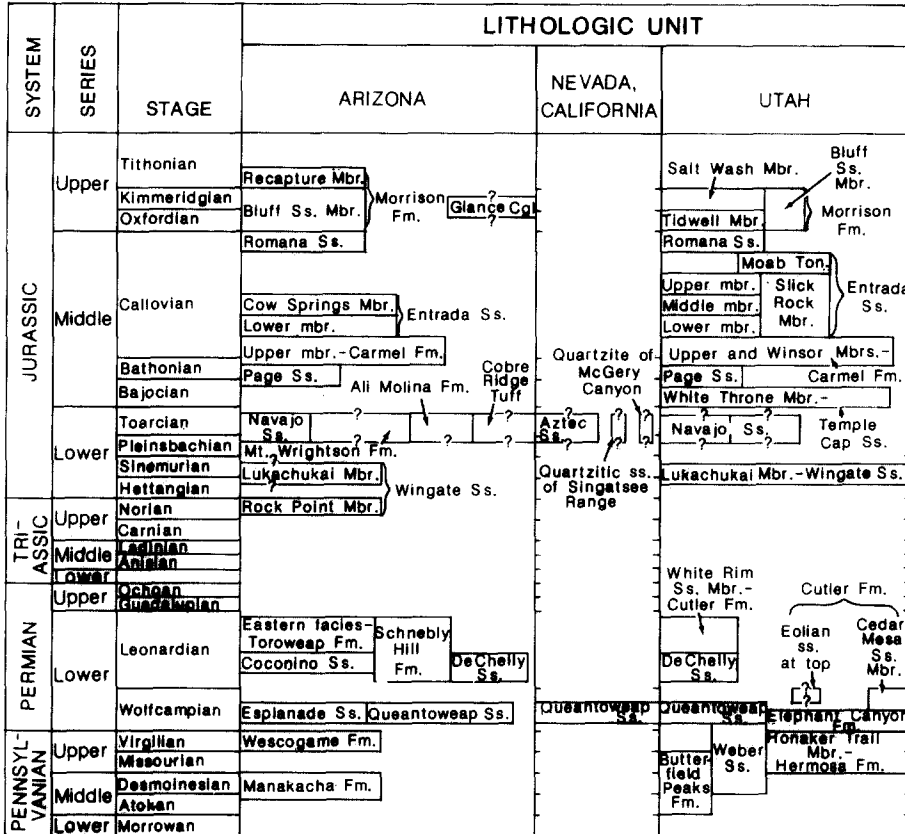 LITHOLOGIC UNIT
SYSTEM
SERIES
STAGE
ARIZONA
NEVADA,
CALIFORNIA
UTAH
JURASSIC
Upper
Tithonian
Kimmeridgian
Oxfordian
Recapture Mbr.
Bluff Ss. Mbr.
Morrison
Fm.
?
Glance Cgl
?
Salt Wash Mbr.
Bluff
Ss.
Mbr.
Tidwell Mbr.
Morrison
Fm.
Middle
Callovian
Bathonian
Bajocian
Romana Ss.
Cow Springs Mbr.
Lower mbr.
Entrada Ss.
Upper mbr.-Carmel Fm.
Page Ss.
Ali Molina Fm.
Cobre
Ridge
Tuff
Quartzite of
McGery
Canyon
Romana Ss.
Moab Ton.
Upper mbr.
Middle mbr.
Lower mbr.
Slick
Rock
Mbr.
Entrada
Ss.
Upper and Winsor Mbrs.-
Carmel Fm.
Page Ss.
White Throne Mbr.-
Temple
Cap Ss.
Lower
Toarcian
Pleinsbachian
Sinemurian
Hettangian
Navajo
Ss.
? ? ?
? ? ?
Mt. Wrightson Fm.
?
Lukachukai Mbr.
?
Wingate Ss.
Rock Point Mbr.
?
Aztec
Ss.
?
? ?
? ?
Quartzitic ss.
of Singatsee
Range
? ? ?
Navajo Ss.
Lukachukai Mbr.-Wingate Ss.
TRI-
ASSIC
Upper
Norian
Carnian
Middle
Ladinian
Anisian
Lower
PERMIAN
Upper
Ochoan
Guadalupian
Lower
Leonardian
Wolfcampian
Eastern facies-
Toroweap Fm.
Coconino Ss.
Schnebly
Hill
Fm.
DeChelly
Ss.
Esplanade Ss.
Queantoweap Ss.
Queantoweap
Ss.
White Rim
Ss. Mbr.-
Cutler Fm.
DeChelly
Ss.
Cutler Fm.
Eolian
ss.
at top
Cedar
Mesa
Ss.
Mbr.
?
?
Queantoweap
Ss.
Elephant Canyon
Fm.
PENNSYL-
VANIAN
Upper
Virgilian
Missourian
Middle
Desmoinesian
Atokan
Lower
Morrowan
Wescogame Fm.
Manakacha Fm.
Butter-
field
Peaks
Fm.
Weber
Ss.
Honaker Trail
Mbr.-
Hermosa Fm.